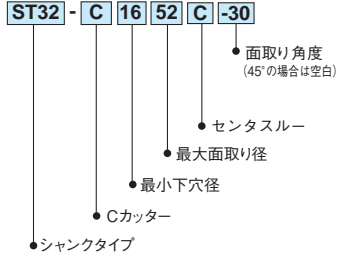 ST32 - C 16 52 C -30
面取り角度
(45°の場合は空白)
センタスルー
最大面取り径
最小下穴径
Cカッター
シャンクタイプ